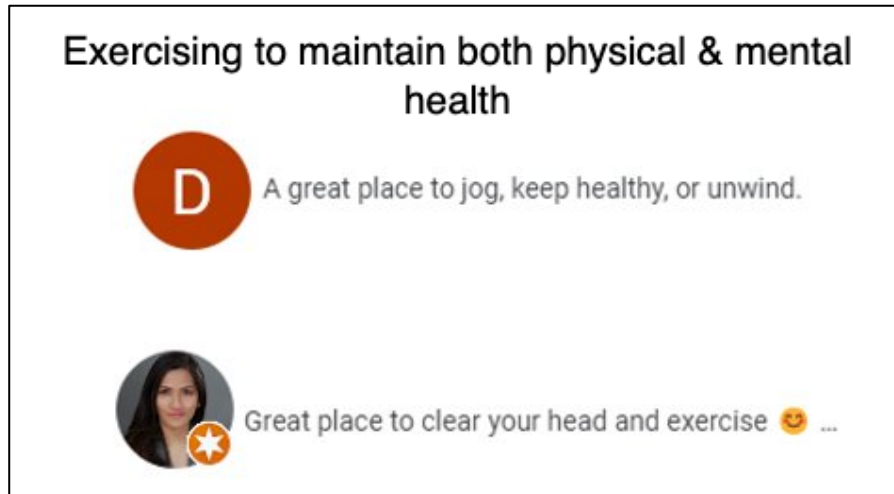 Exercising to maintain both physical & mental
health
D
A great place to jog, keep healthy, or unwind.
Great place to clear your head and exercise 😊 ...